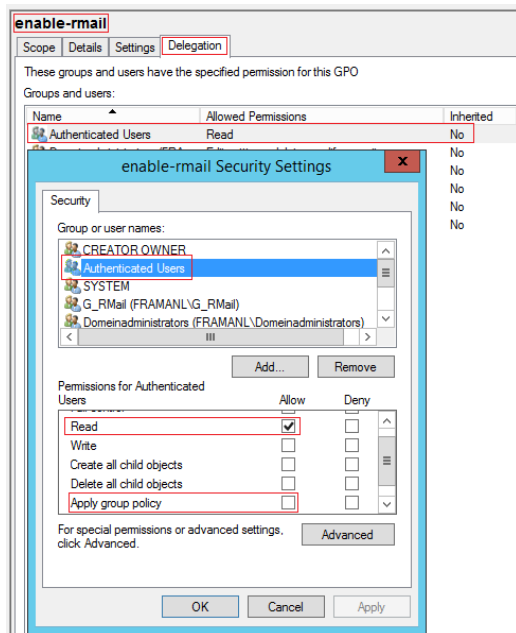 enable-rmail
Scope Details Settings Delegation
These groups and users have the specified permission for this GPO
Groups and users:
Name Allowed Permissions Inherited
Authenticated Users Read No
No
No
No
No
No
enable-rmail Security Settings x
Security
Group or user names:
CREATOR OWNER
Authenticated Users
SYSTEM
G_RMail (FRAMANL\G_RMail)
Domeinadministrators (FRAMANL\Domeinadministrators)
Add... Remove
Permissions for Authenticated
Users Allow Deny
Read
Write
Create all child objects
Delete all child objects
Apply group policy
For special permissions or advanced settings,
click Advanced.
Advanced
OK Cancel Apply